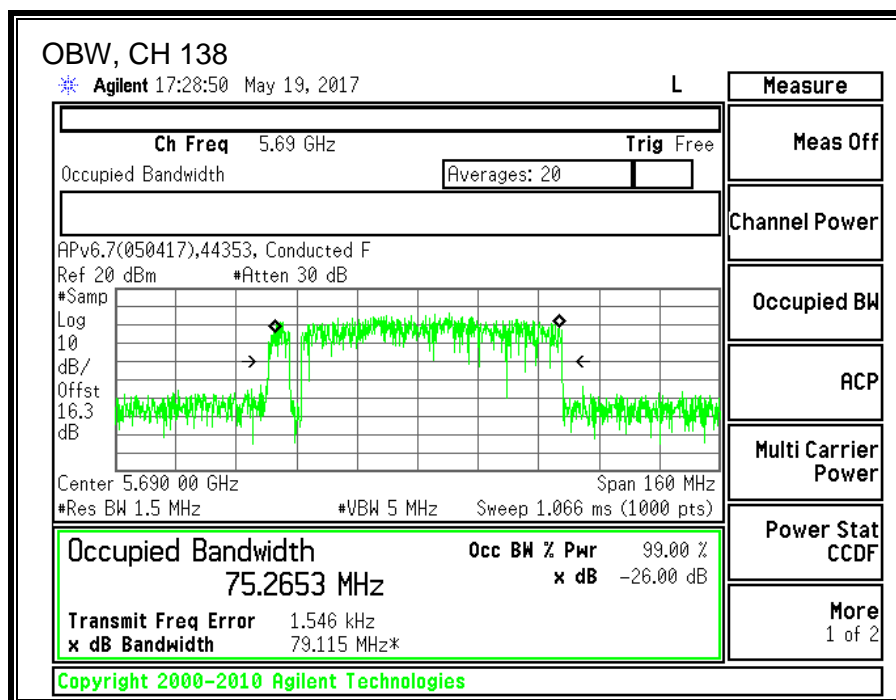 OBW, CH 138
Agilent 17:28:50 May 19, 2017 L
Measure
Ch Freq 5.69 GHz Trig Free
Meas Off
Occupied Bandwidth Averages: 20
Channel Power
APv6.7(050417),44353, Conducted F
Ref 20 dBm #Atten 30 dB
#Samp
Log
10
dB/
Offst
16.3
dB
Occupied BW
ACP
Center 5.690 00 GHz Span 160 MHz
#Res BW 1.5 MHz #VBW 5 MHz Sweep 1.066 ms (1000 pts)
Multi Carrier
Power
Occupied Bandwidth Occ BW % Pwr 99.00 %
75.2653 MHz x dB -26.00 dB
Power Stat
CCDF
Transmit Freq Error 1.546 kHz
x dB Bandwidth 79.115 MHz*
More
1 of 2
Copyright 2000-2010 Agilent Technologies